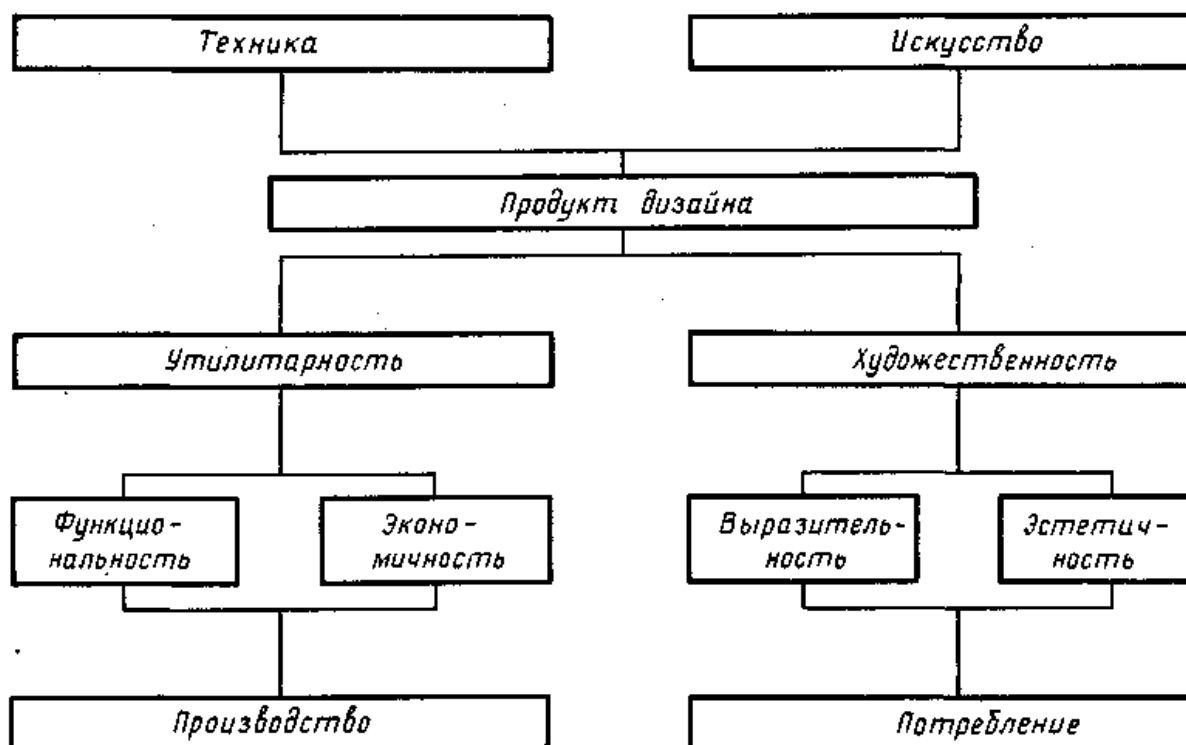 Техника
Искусство
Продукт дизайна
Утилитарность
Художественность
Функцио-
нальность
Эконо-
мичность
Выразитель-
ность
Эстетич-
ность
Производство
Потребление